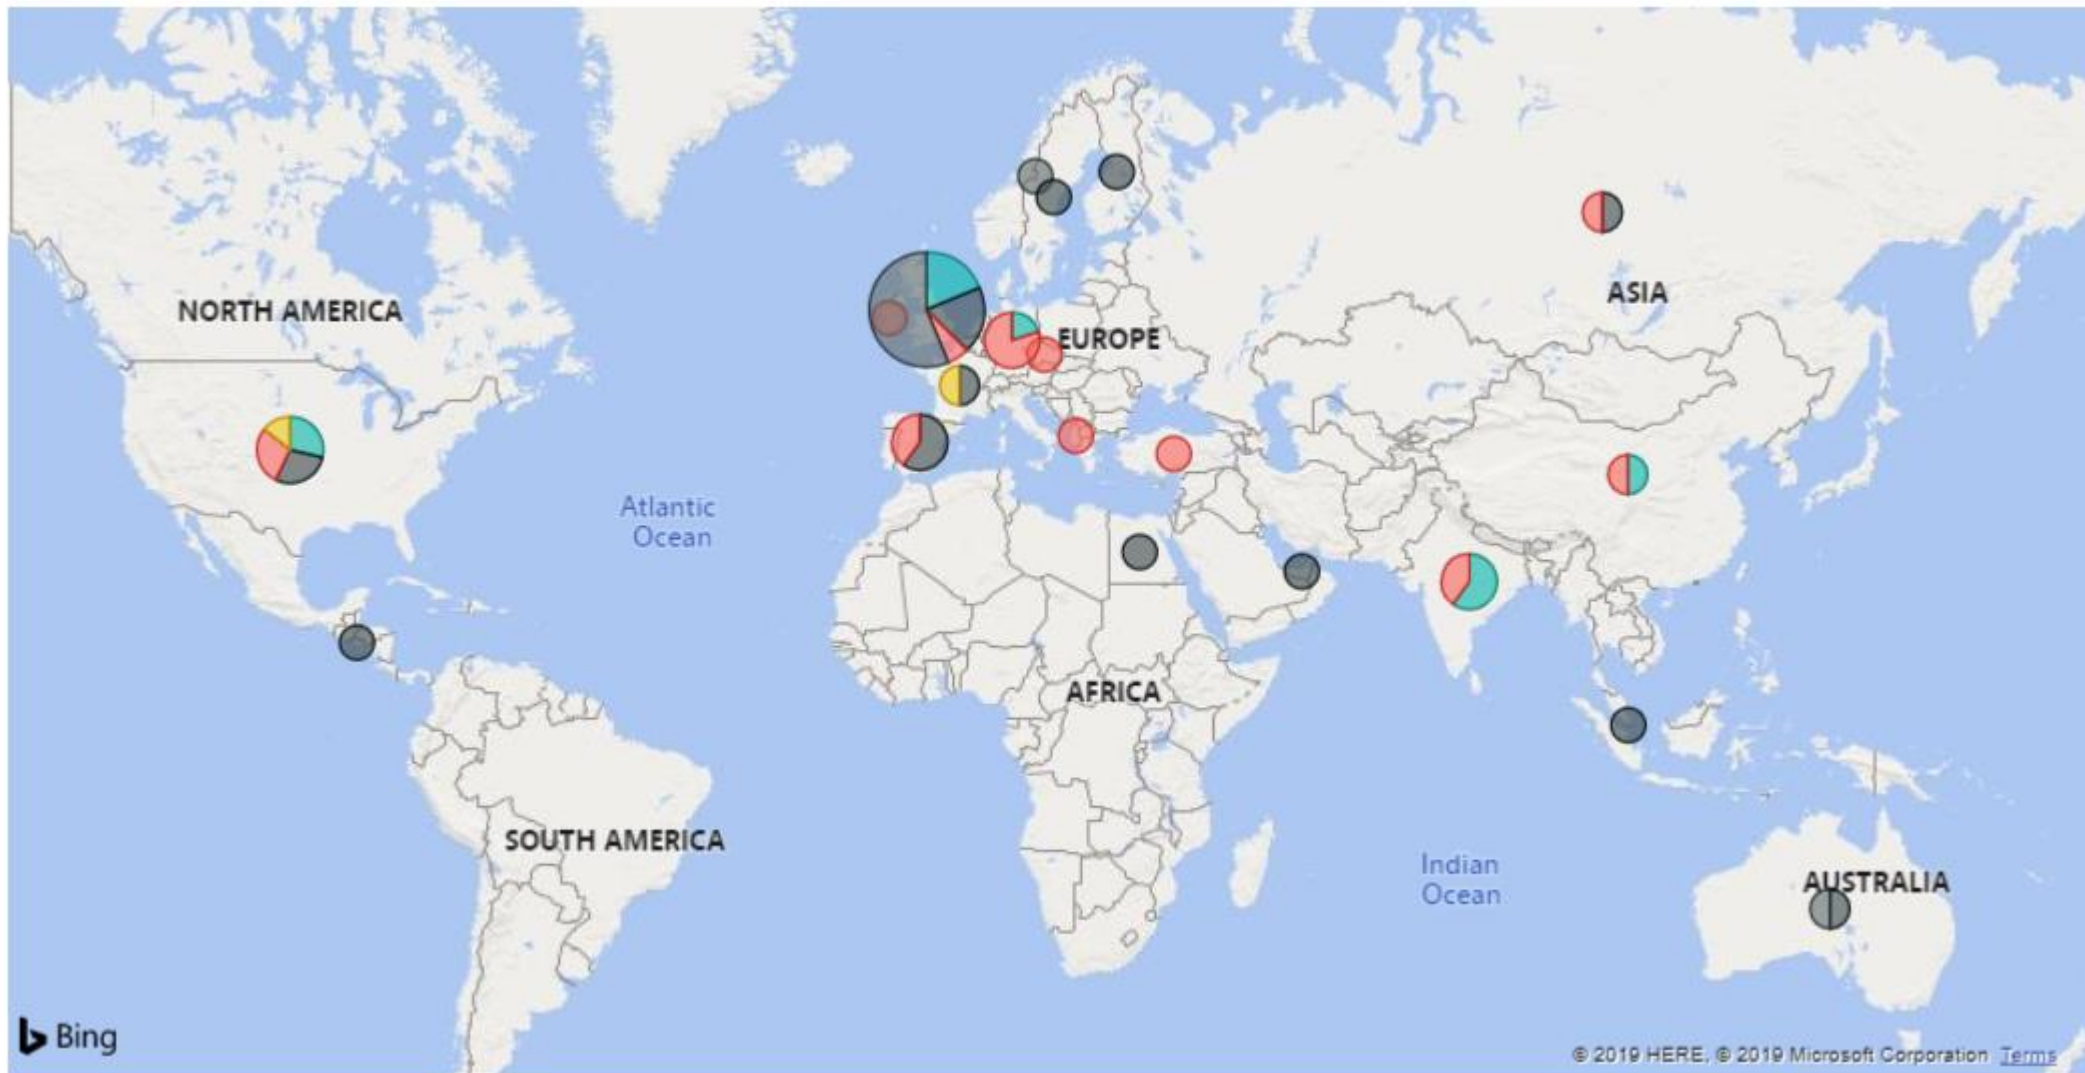 NORTH AMERICA
ASIA
EUROPE
Atlantic
Ocean
AFRICA
SOUTH AMERICA
Indian
Ocean
AUSTRALIA
Bing
© 2019 HERE, © 2019 Microsoft Corporation Terms